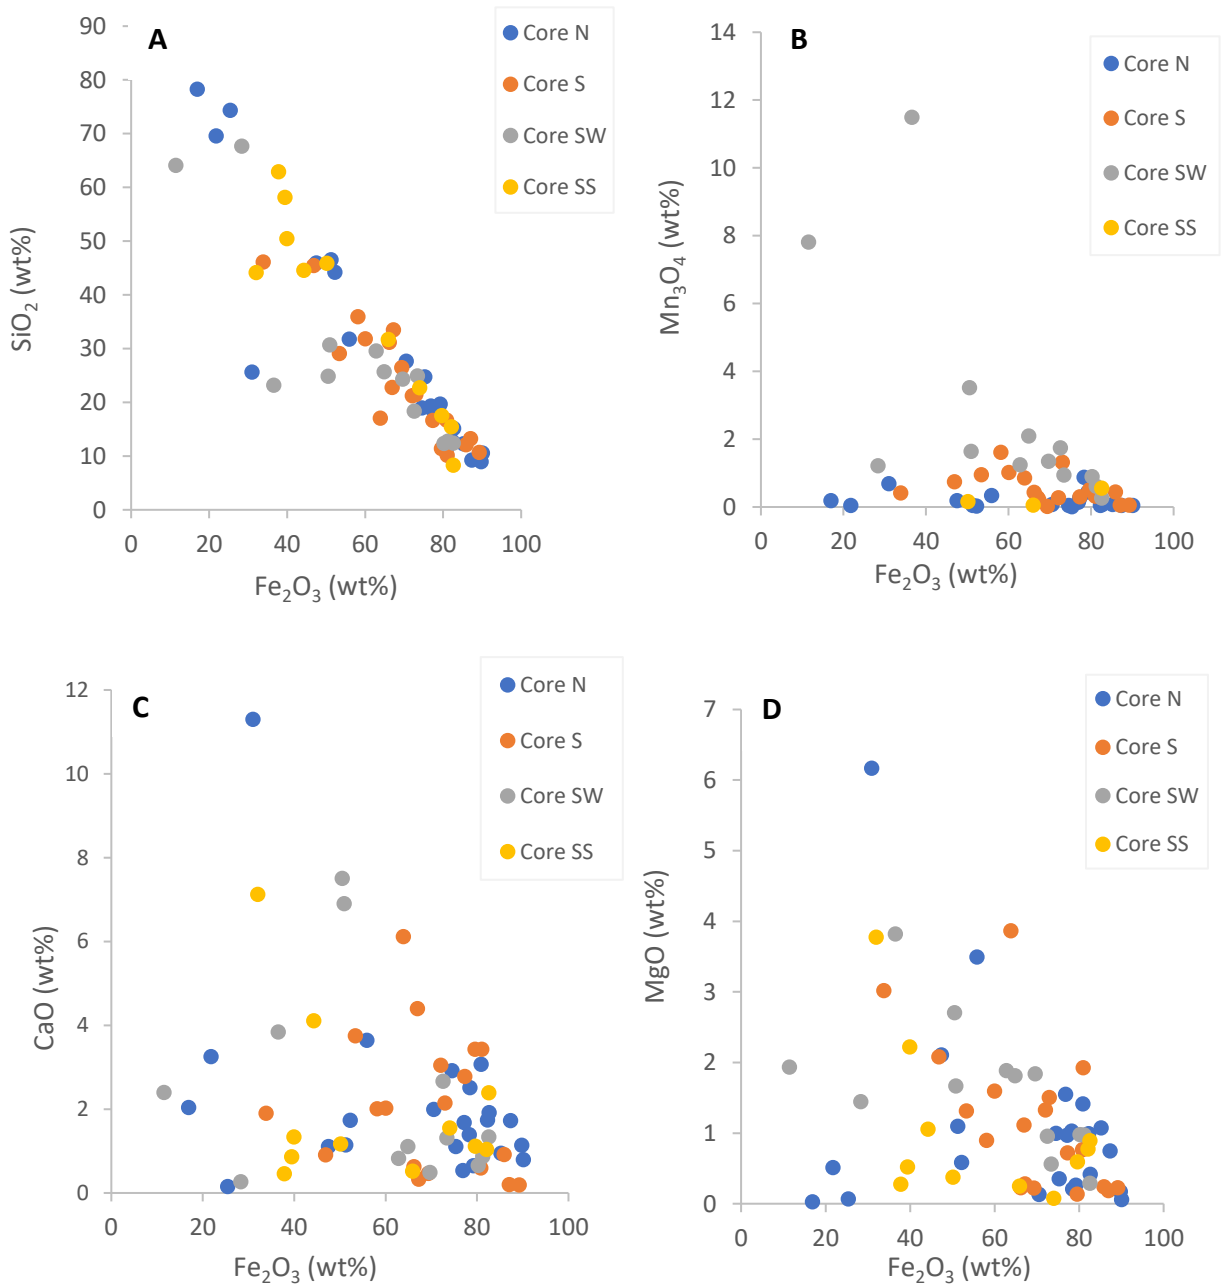 A
90
80
70
60
50
40
30
20
10
0
SiO₂ (wt%)
0 20 40 60 80 100
Fe₂O₃ (wt%)
Core N
Core S
Core SW
Core SS
B
14
12
10
8
6
4
2
0
Mn₃O₄ (wt%)
0 20 40 60 80 100
Fe₂O₃ (wt%)
Core N
Core S
Core SW
Core SS
C
12
10
8
6
4
2
0
CaO (wt%)
0 20 40 60 80 100
Fe₂O₃ (wt%)
Core N
Core S
Core SW
Core SS
D
7
6
5
4
3
2
1
0
MgO (wt%)
0 20 40 60 80 100
Fe₂O₃ (wt%)
Core N
Core S
Core SW
Core SS